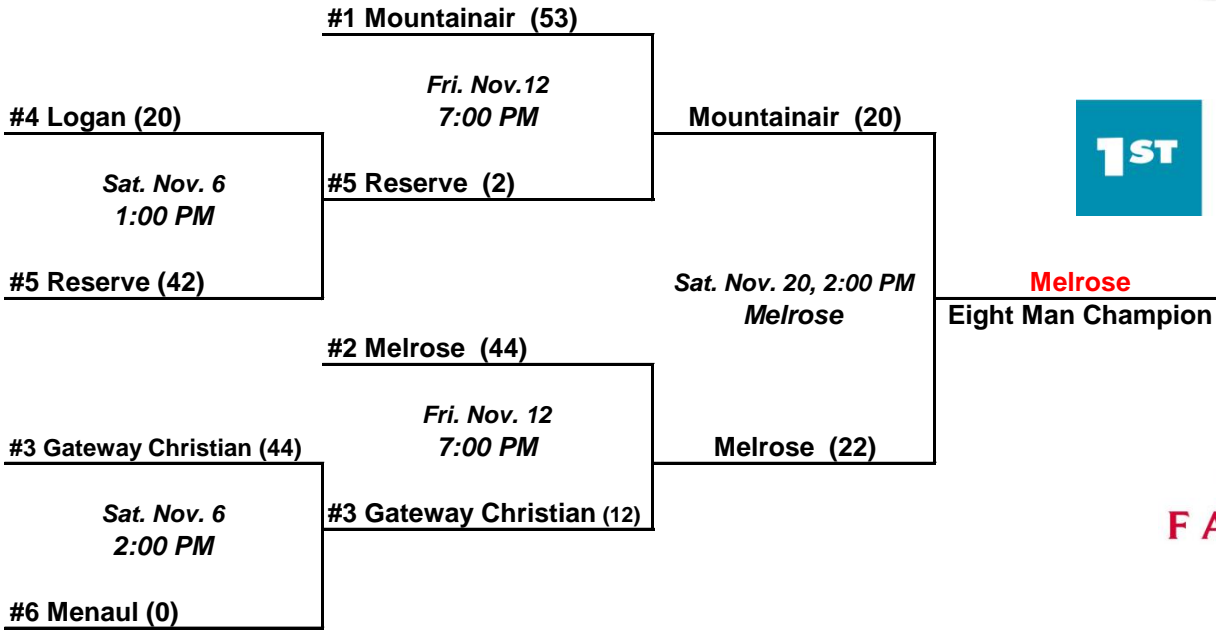 #1 Mountainair (53)
Fri. Nov.12
7:00 PM
#4 Logan (20)
Mountainair (20)
1ST
Sat. Nov. 6
1:00 PM
#5 Reserve (2)
#5 Reserve (42)
Sat. Nov. 20, 2:00 PM
Melrose
Melrose
Eight Man Champion
#2 Melrose (44)
Fri. Nov. 12
7:00 PM
#3 Gateway Christian (44)
Melrose (22)
Sat. Nov. 6
2:00 PM
#3 Gateway Christian (12)
#6 Menaul (0)